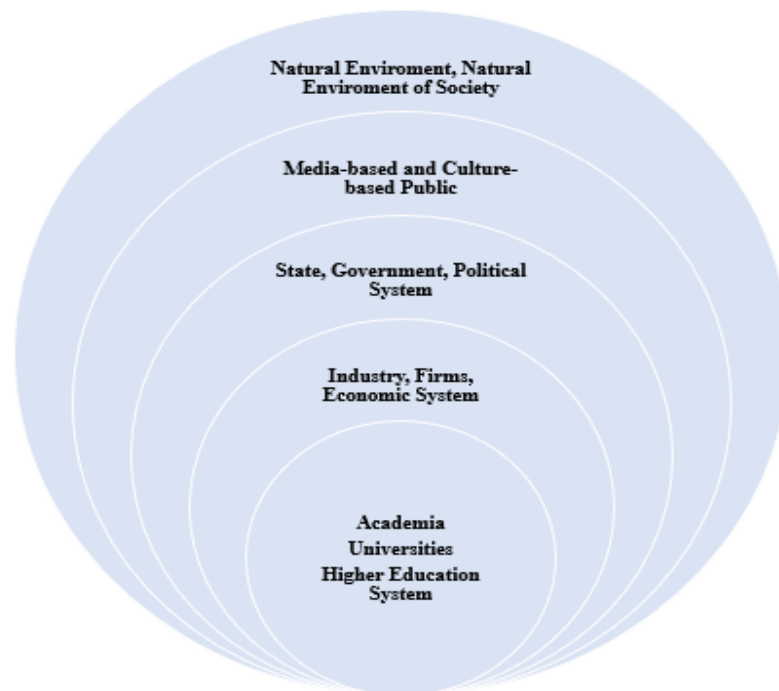 Natural Enviroment, Natural
Enviroment of Society
Media-based and Culture-
based Public
State, Government, Political
System
Industry, Firms,
Economic System
Academia
Universities
Higher Education
System